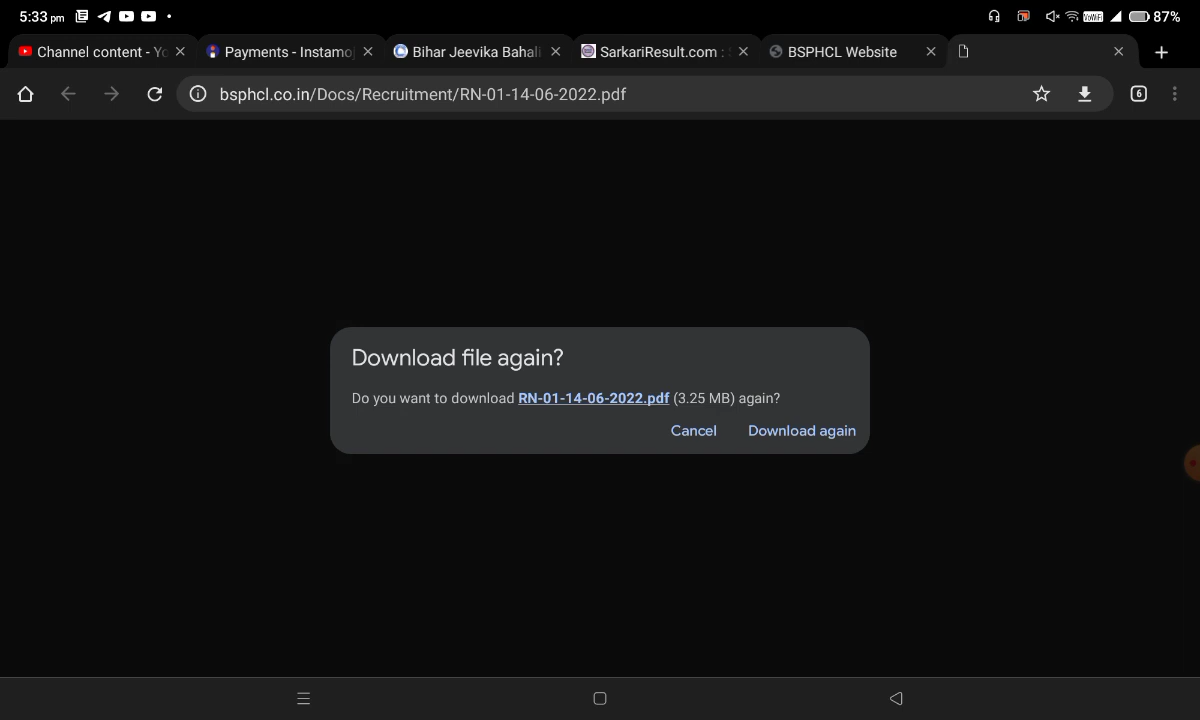 5:33 pm
87%
Channel content - Yo
Payments - Instamoj
Bihar Jeevika Bahali
SarkariResult.com :
BSPHCL Website
bsphcl.co.in/Docs/Recruitment/RN-01-14-06-2022.pdf
6
Download file again?
Do you want to download RN-01-14-06-2022.pdf (3.25 MB) again?
Cancel
Download again